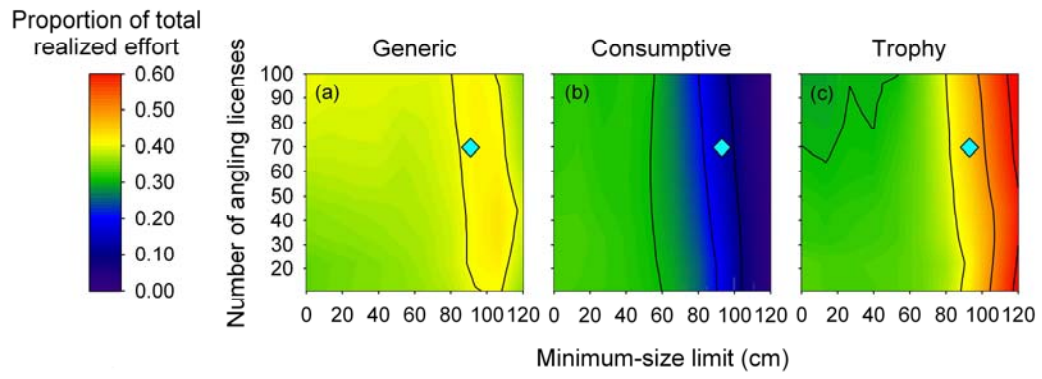 Proportion of total
realized effort
0.60
0.50
0.40
0.30
0.20
0.10
0.00
Number of angling licenses
100
90
80
70
60
50
40
30
20
Generic
(a)
0 20 40 60 80 100 120
Consumptive
(b)
0 20 40 60 80 100 120
Trophy
(c)
0 20 40 60 80 100 120
Minimum-size limit (cm)